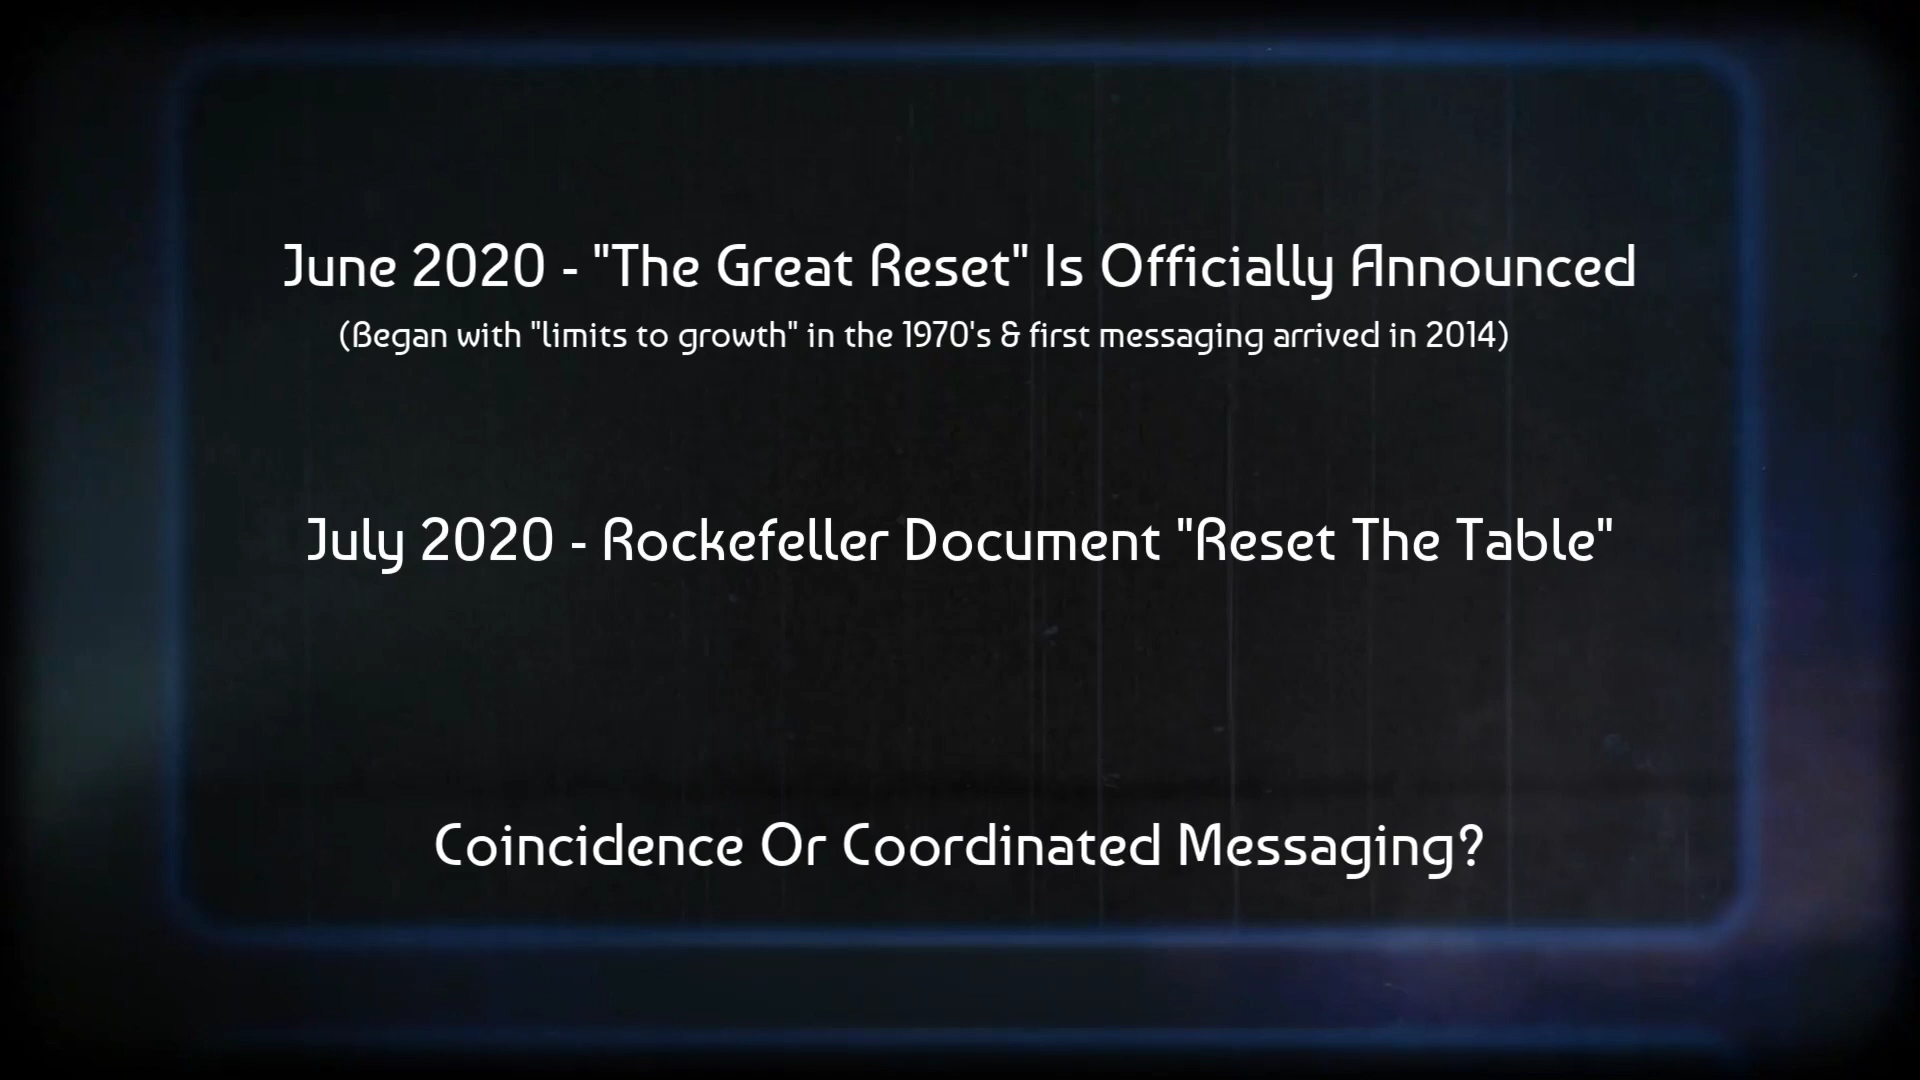 June 2020 - "The Great Reset" Is Officially Announced
(Began with "limits to growth" in the 1970's & first messaging arrived in 2014)
July 2020 - Rockefeller Document "Reset The Table"
Coincidence Or Coordinated Messaging?